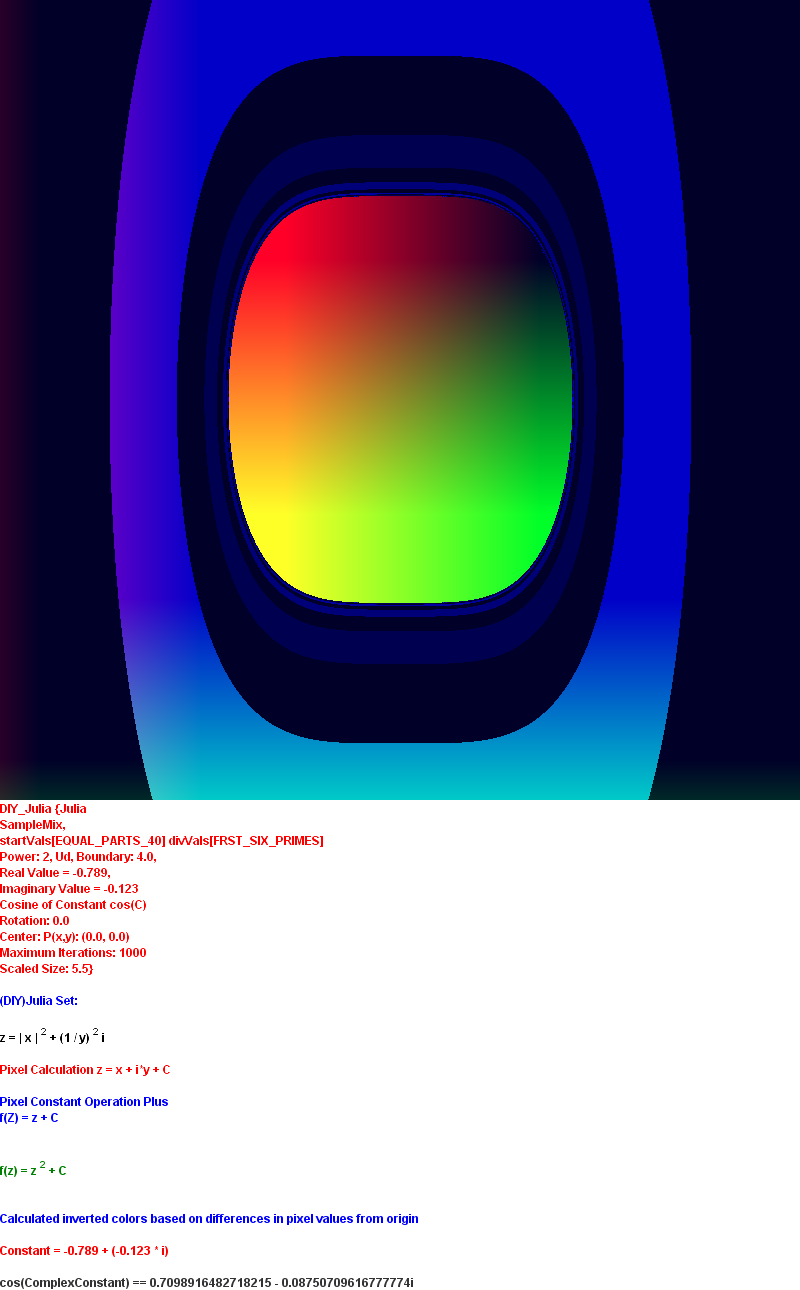 DIY_Julia {Julia
SampleMix,
startVals[EQUAL_PARTS_40] divVals[FRST_SIX_PRIMES]
Power: 2, Ud, Boundary: 4.0,
Real Value = -0.789,
Imaginary Value = -0.123
Cosine of Constant cos(C)
Rotation: 0.0
Center: P(x,y): (0.0, 0.0)
Maximum Iterations: 1000
Scaled Size: 5.5}
(DIY)Julia Set:
z = | x | 2 + (1 / y) 2 i
Pixel Calculation z = x + i*y + C
Pixel Constant Operation Plus
f(Z) = z + C
f(z) = z 2 + C
Calculated inverted colors based on differences in pixel values from origin
Constant = -0.789 + (-0.123 * i)
cos(ComplexConstant) == 0.7098916482718215 - 0.08750709616777774i